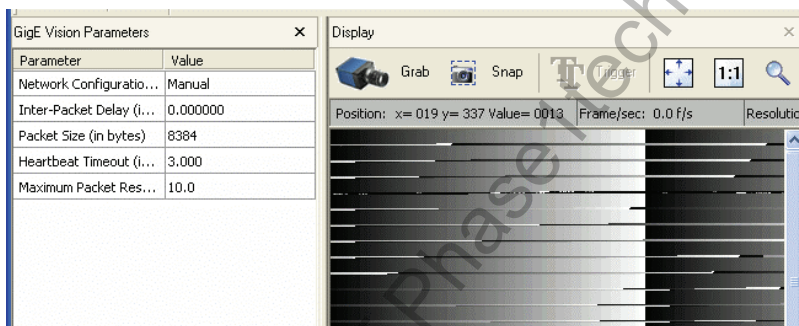 GigE Vision Parameters
Parameter Value
Network Configuratio... Manual
Inter-Packet Delay (i... 0.000000
Packet Size (in bytes) 8384
Heartbeat Timeout (i... 3.000
Maximum Packet Res... 10.0
Display
Grab Snap Trigger 1:1
Position: x= 019 y= 337 Value= 0013 Frame/sec: 0.0 f/s Resolutio
Phase1tech